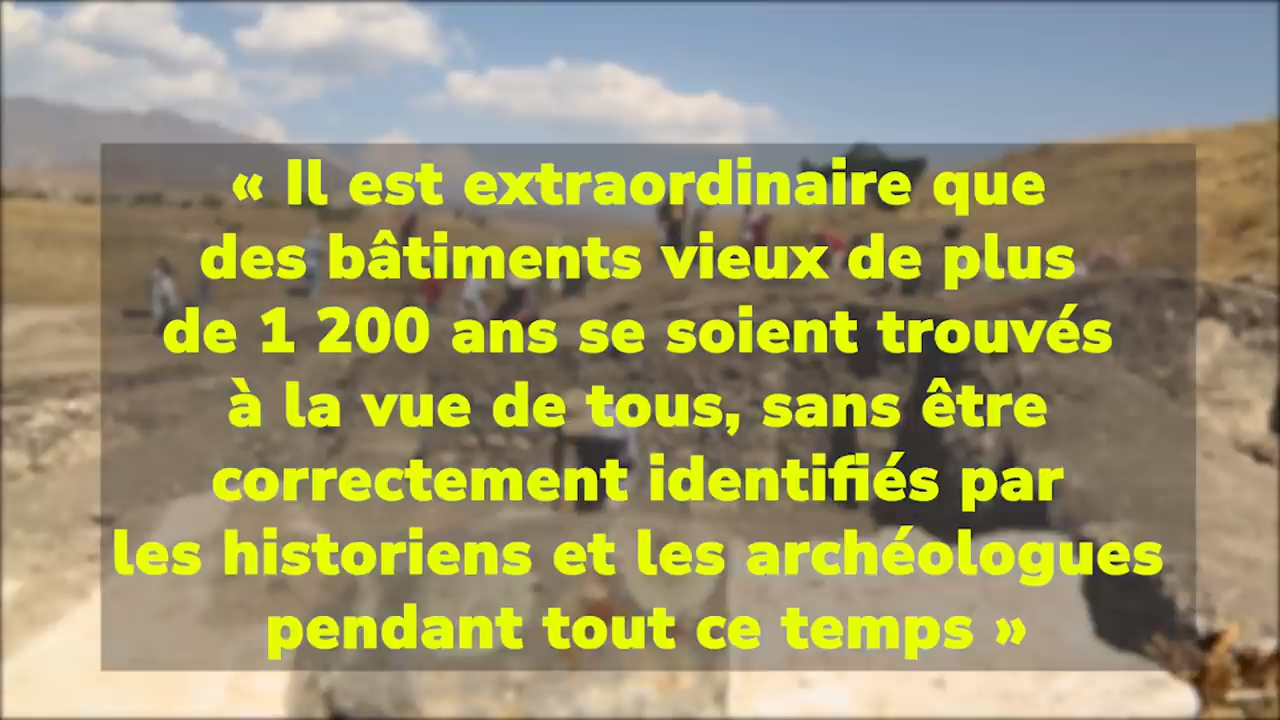 « Il est extraordinaire que
des bâtiments vieux de plus
de 1 200 ans se soient trouvés
à la vue de tous, sans être
correctement identifiés par
les historiens et les archéologues
pendant tout ce temps »